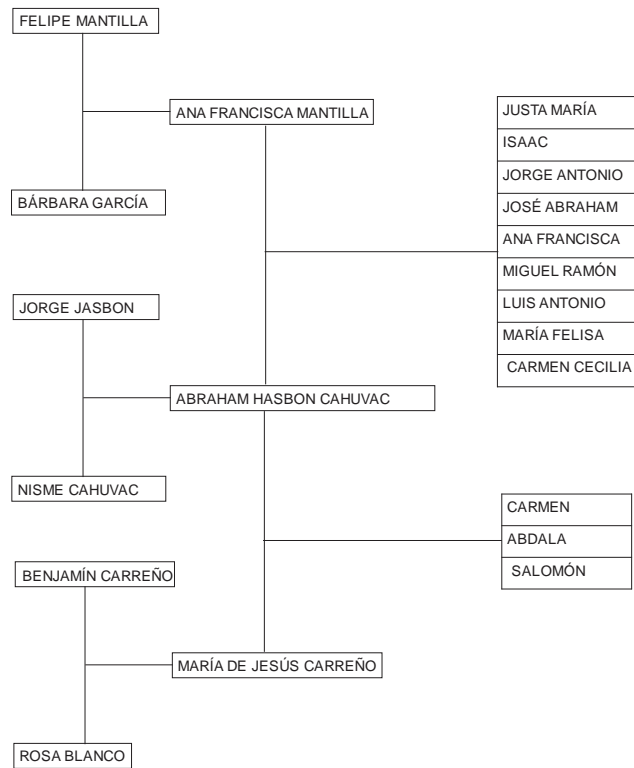 FELIPE MANTILLA
ANA FRANCISCA MANTILLA
BÁRBARA GARCÍA
JUSTA MARÍA
ISAAC
JORGE ANTONIO
JOSÉ ABRAHAM
ANA FRANCISCA
MIGUEL RAMÓN
LUIS ANTONIO
MARÍA FELISA
CARMEN CECILIA
JORGE JASBON
ABRAHAM HASBON CAHUVAC
NISME CAHUVAC
CARMEN
ABDALA
SALOMÓN
BENJAMÍN CARREÑO
MARÍA DE JESÚS CARREÑO
ROSA BLANCO